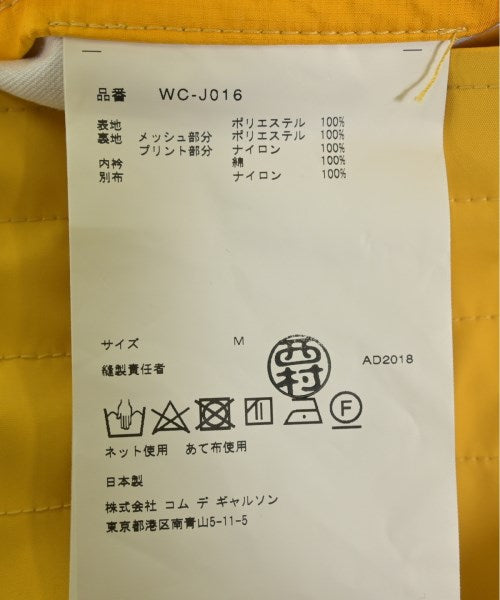 品番 WC-J016
表地 ポリエステル 100%
裏地 メッシュ部分 ポリエステル 100%
プリント部分 ナイロン 100%
内衿 綿 100%
別布 ナイロン 100%
サイズ M
縫製責任者 西村 AD2018
F
ネット使用 あて布使用
日本製
株式会社 コム デ ギャルソン
東京都港区南青山5-11-5